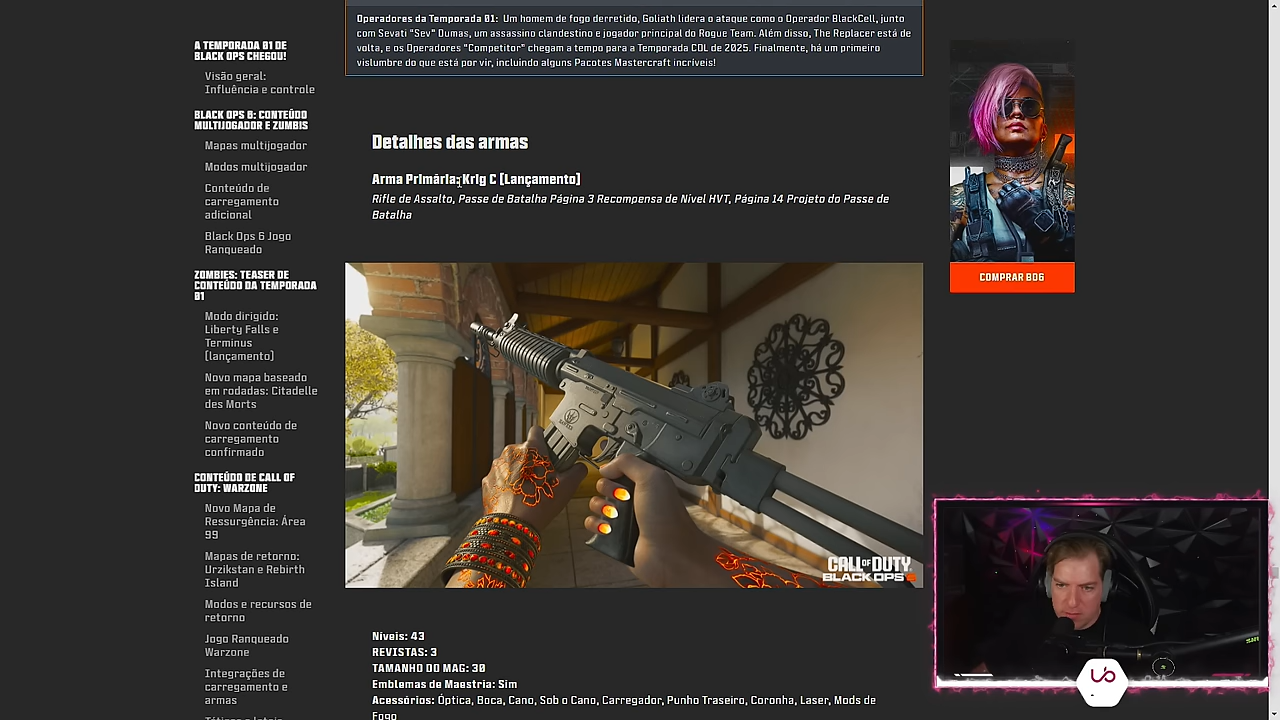 A TEMPORADA 01 DE
BLACK OPS CHEGOU!
Visão geral:
Influência e controle
BLACK OPS 6: CONTEÚDO
MULTIJOGADOR E ZUMBIS
Mapas multijogador
Modos multijogador
Conteúdo de
carregamento
adicional
Black Ops 6 Jogo
Ranqueado
ZOMBIES: TEASER DE
CONTEÚDO DA TEMPORADA
01
Modo dirigido:
Liberty Falls e
Terminus
(lançamento)
Novo mapa baseado
em rodadas: Citadelle
des Morts
Novo conteúdo de
carregamento
confirmado
CONTEÚDO DE CALL OF
DUTY: WARZONE
Novo Mapa de
Ressurgência: Área
99
Mapas de retorno:
Urzikstan e Rebirth
Island
Modos e recursos de
retorno
Jogo Ranqueado
Warzone
Integrações de
carregamento e
armas
Operadores da Temporada 01: Um homem de fogo derretido, Goliath lidera o ataque como o Operador BlackCell, junto
com Sevati "Sev" Dumas, um assassino clandestino e jogador principal do Rogue Team. Além disso, The Replacer está de
volta, e os Operadores "Competitor" chegam a tempo para a Temporada CDL de 2025. Finalmente, há um primeiro
vislumbre do que está por vir, incluindo alguns Pacotes Mastercraft incríveis!
Detalhes das armas
Arma Primária: Krig C (Lançamento)
Rifle de Assalto, Passe de Batalha Página 3 Recompensa de Nível HVT, Página 14 Projeto do Passe de
Batalha
CALL OF DUTY
BLACK OPS 6
Níveis: 43
REVISTAS: 3
TAMANHO DO MAG: 30
Emblemas de Maestria: Sim
Acessórios: Óptica, Boca, Cano, Sob o Cano, Carregador, Punho Traseiro, Coronha, Laser, Mods de
Fogo
COMPRAR BO6